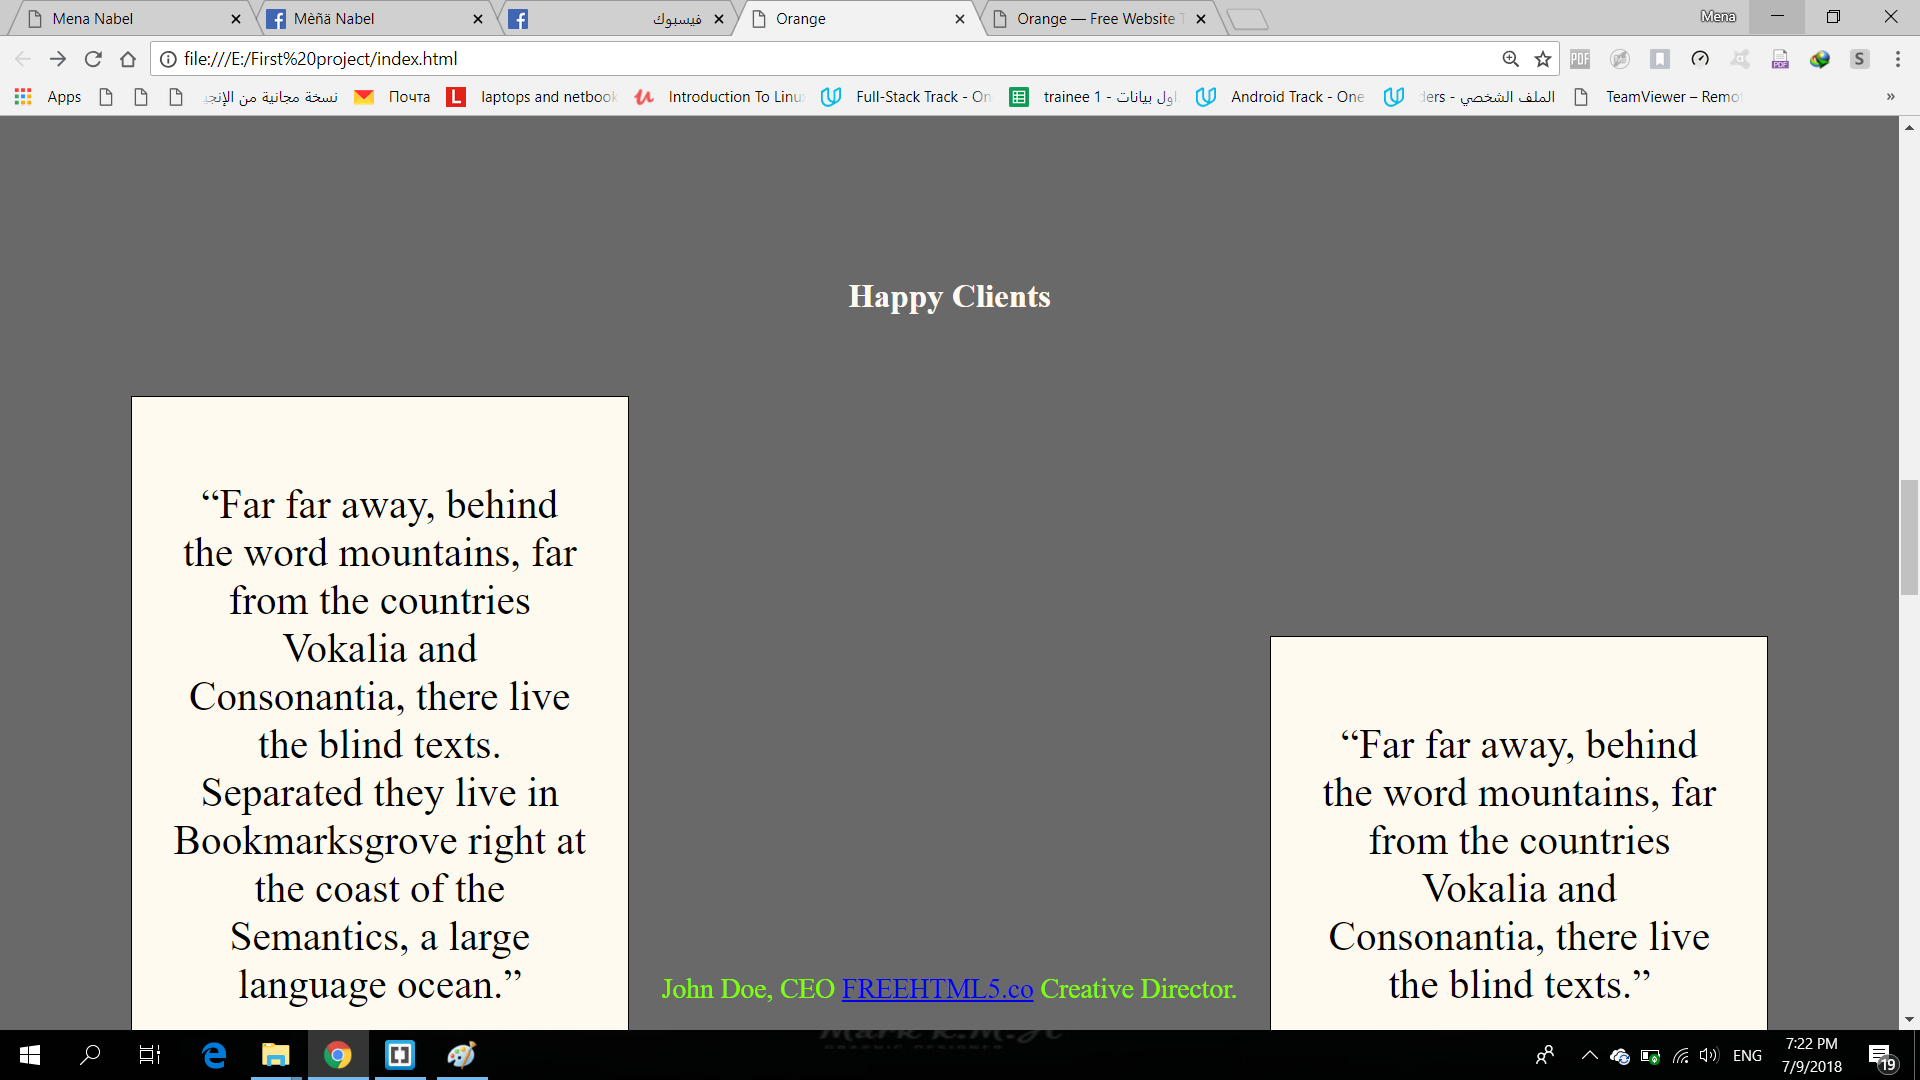 Mena Nabel
Mèñä Nabel
فيسبوك
Orange
Orange — Free Website
Mena
file:///E:/First%20project/index.html
Apps
نسخة مجانية من الإنجي
Почта
laptops and netbook
Introduction To Linu
Full-Stack Track - On
trainee 1 - اول بيانات
Android Track - One
الملف الشخصي - ders
TeamViewer – Remo
»
Happy Clients
“Far far away, behind
the word mountains, far
from the countries
Vokalia and
Consonantia, there live
the blind texts.
Separated they live in
Bookmarksgrove right at
the coast of the
Semantics, a large
language ocean.”
John Doe, CEO FREEHTML5.co Creative Director.
“Far far away, behind
the word mountains, far
from the countries
Vokalia and
Consonantia, there live
the blind texts.”
ENG
7:22 PM
7/9/2018
19